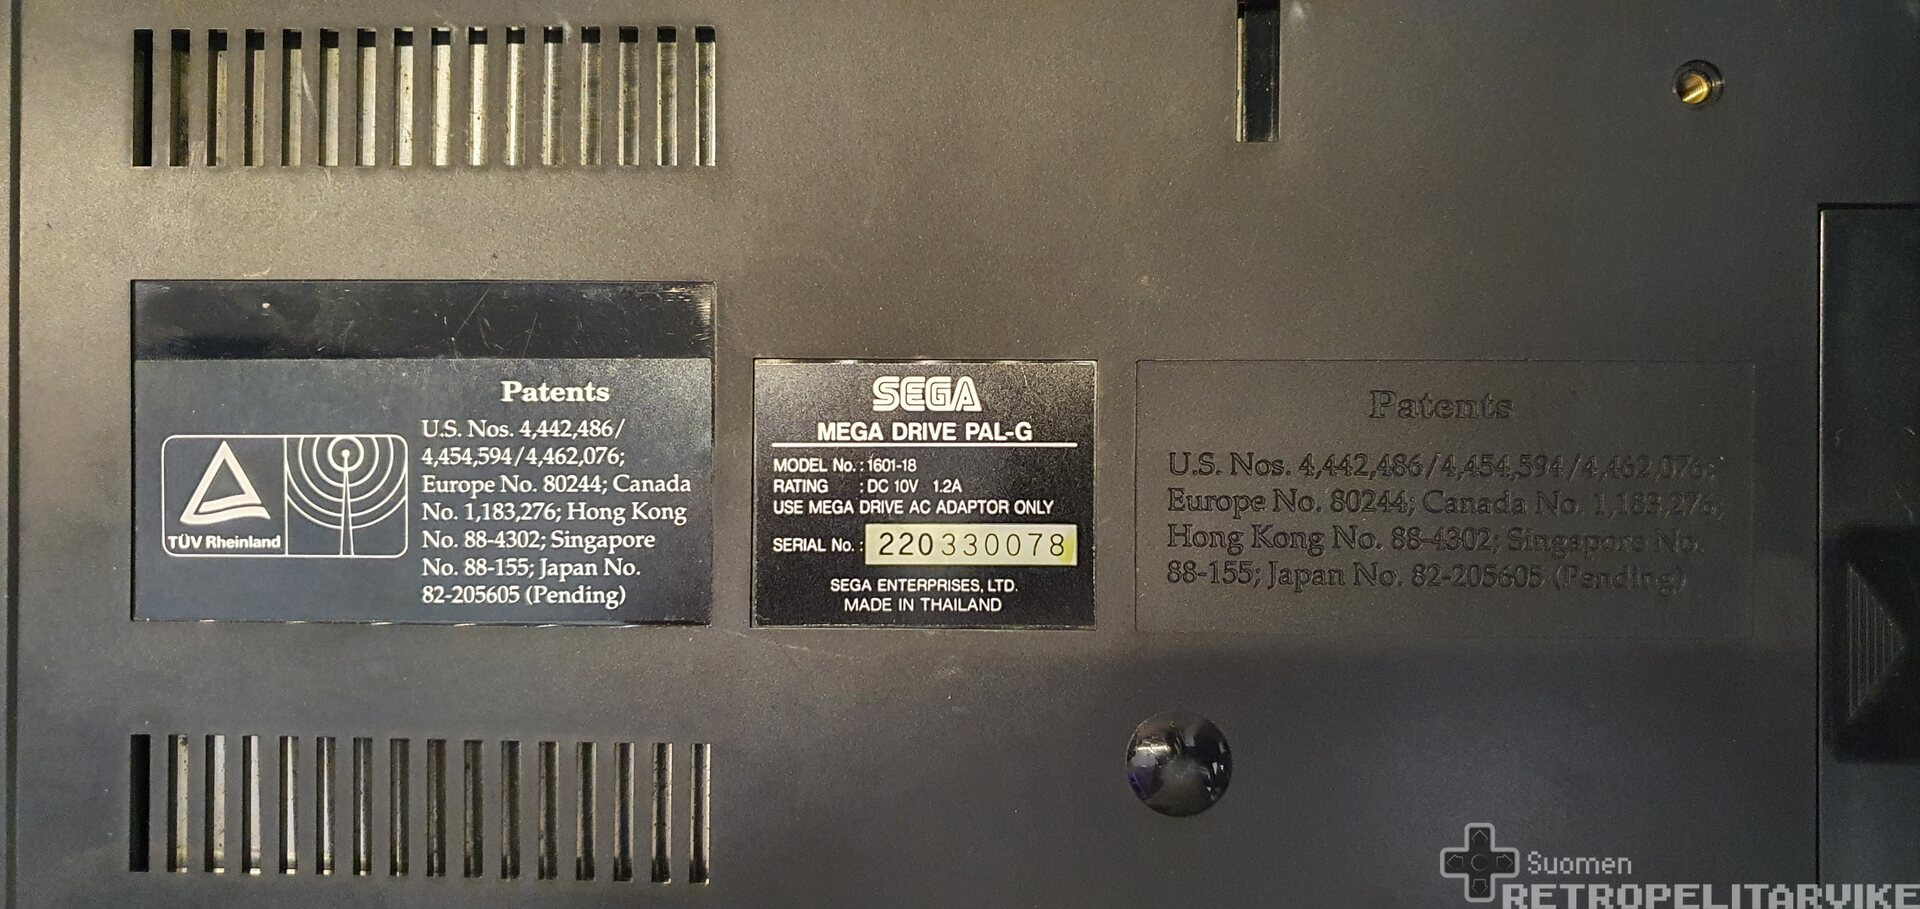 Patents
U.S. Nos. 4,442,486/
4,454,594/4,462,076;
Europe No. 80244; Canada
No. 1,183,276; Hong Kong
No. 88-4302; Singapore
No. 88-155; Japan No.
82-205605 (Pending)
TÜV Rheinland
SEGA
MEGA DRIVE PAL-G
MODEL No.: 1601-18
RATING : DC 10V 1.2A
USE MEGA DRIVE AC ADAPTOR ONLY
SERIAL No.: 220330078
SEGA ENTERPRISES, LTD.
MADE IN THAILAND
Patents
U.S. Nos. 4,442,486/4,454,594/4,462,076;
Europe No. 80244; Canada No. 1,183,276;
Hong Kong No. 88-4302; Singapore No.
88-155; Japan No. 82-205605 (Pending)
Suomen
RETROPELITARVIKE